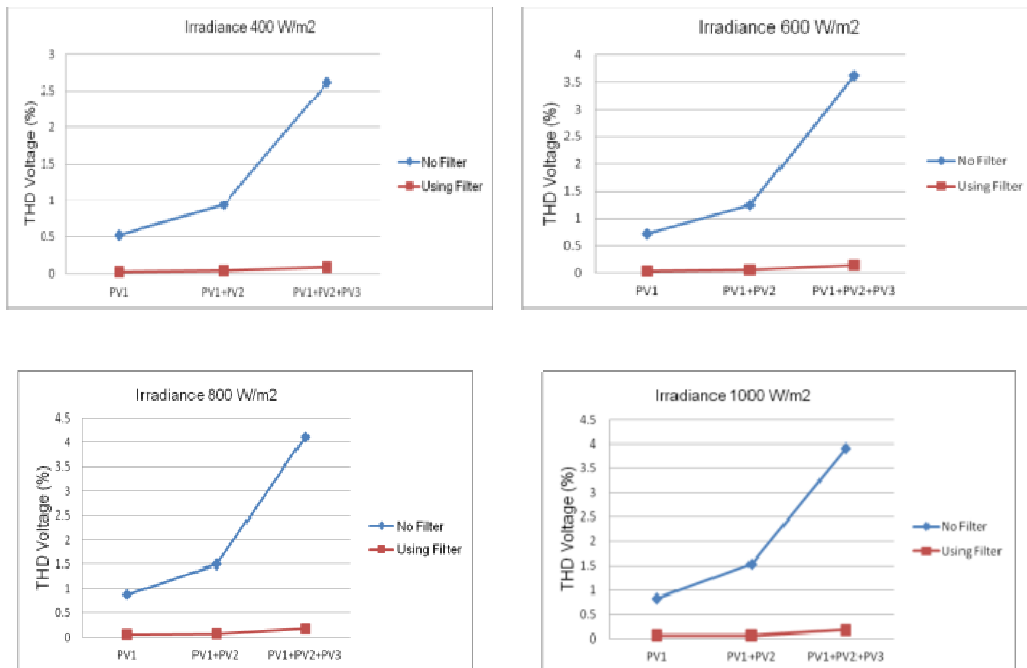 Irradiance 400 W/m2
THD Voltage (%)
3
2.5
2
1.5
1
0.5
0
PV1
PV1+PV2
PV1+PV2+PV3
No Filter
Using Filter
Irradiance 600 W/m2
THD Voltage (%)
4
3.5
3
2.5
2
1.5
1
0.5
0
PV1
PV1+PV2
PV1+PV2+PV3
No Filter
Using Filter
Irradiance 800 W/m2
THD Voltage (%)
4.5
4
3.5
3
2.5
2
1.5
1
0.5
0
PV1
PV1+PV2
PV1+PV2+PV3
No Filter
Using Filter
Irradiance 1000 W/m2
THD Voltage (%)
4.5
4
3.5
3
2.5
2
1.5
1
0.5
0
PV1
PV1+PV2
PV1+PV2+PV3
No Filter
Using Filter